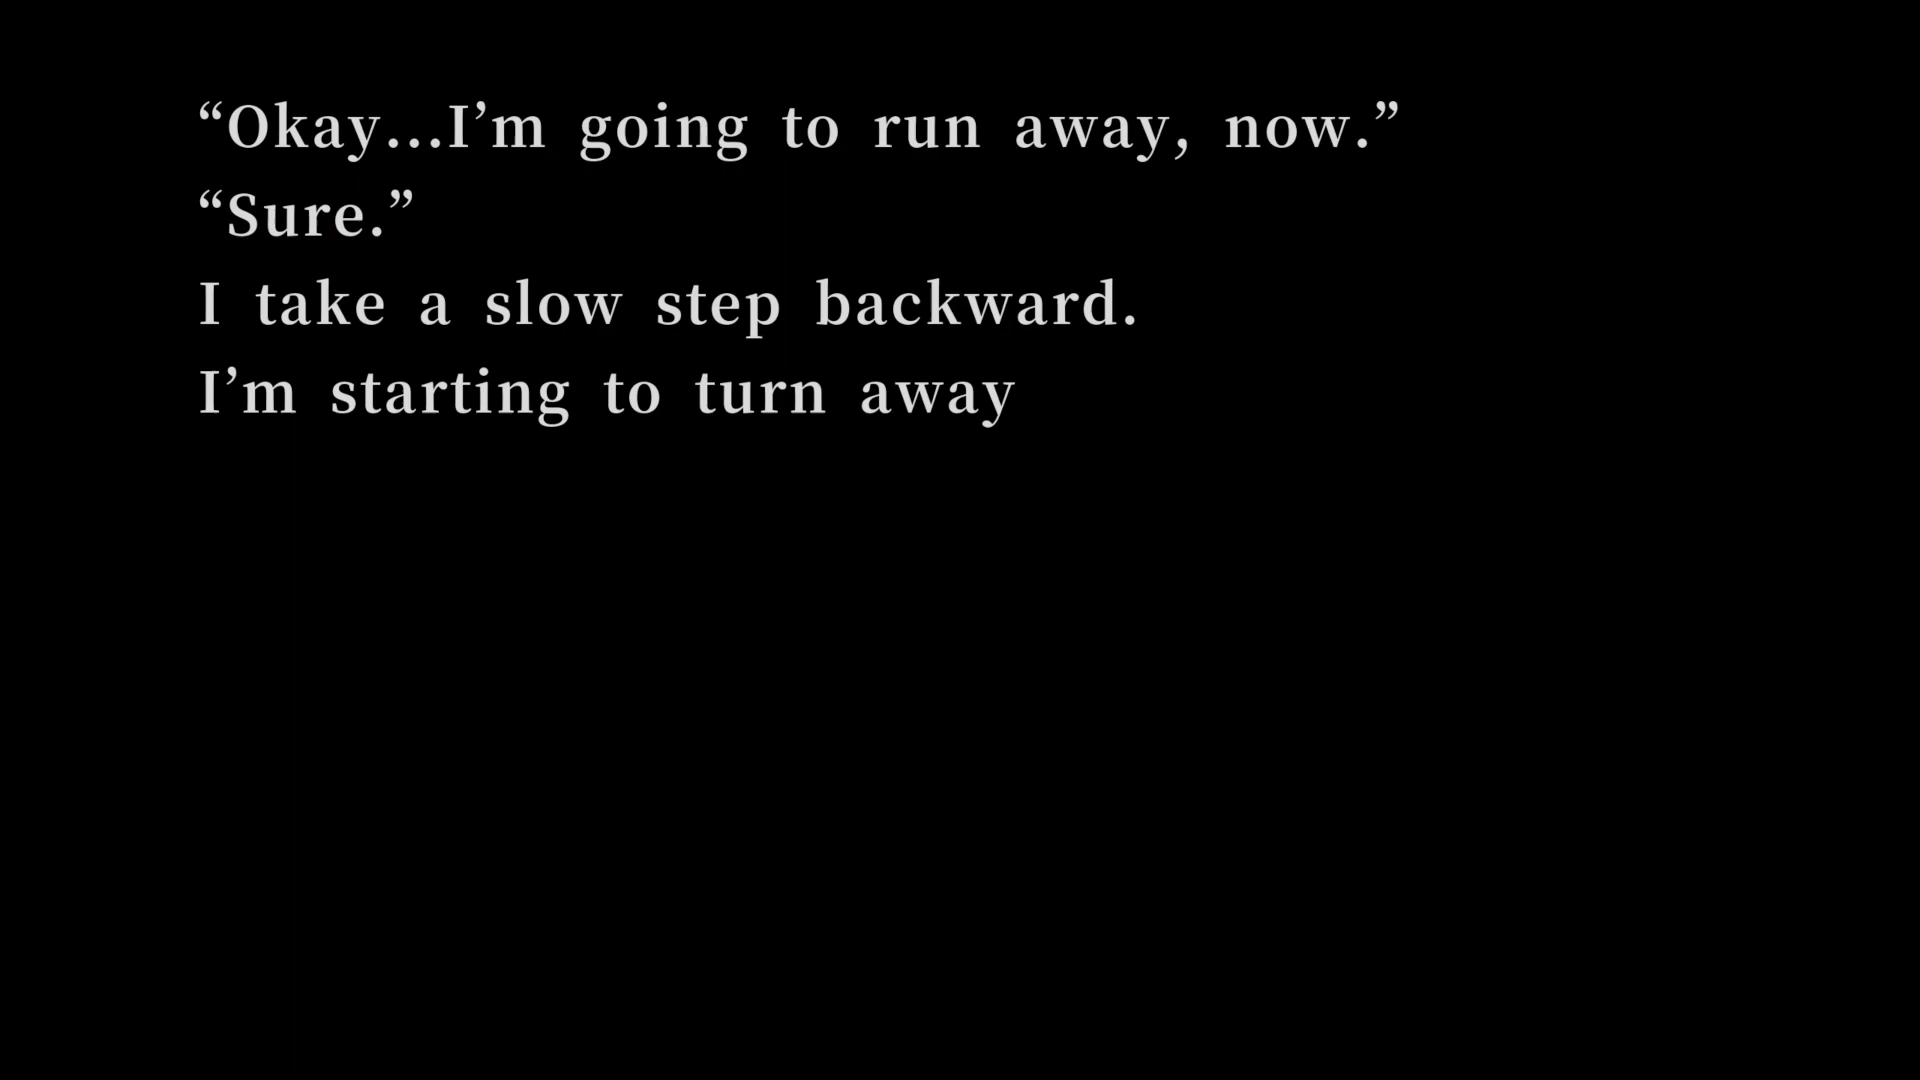 “Okay...I’m going to run away, now.”
“Sure.”
I take a slow step backward.
I’m starting to turn away